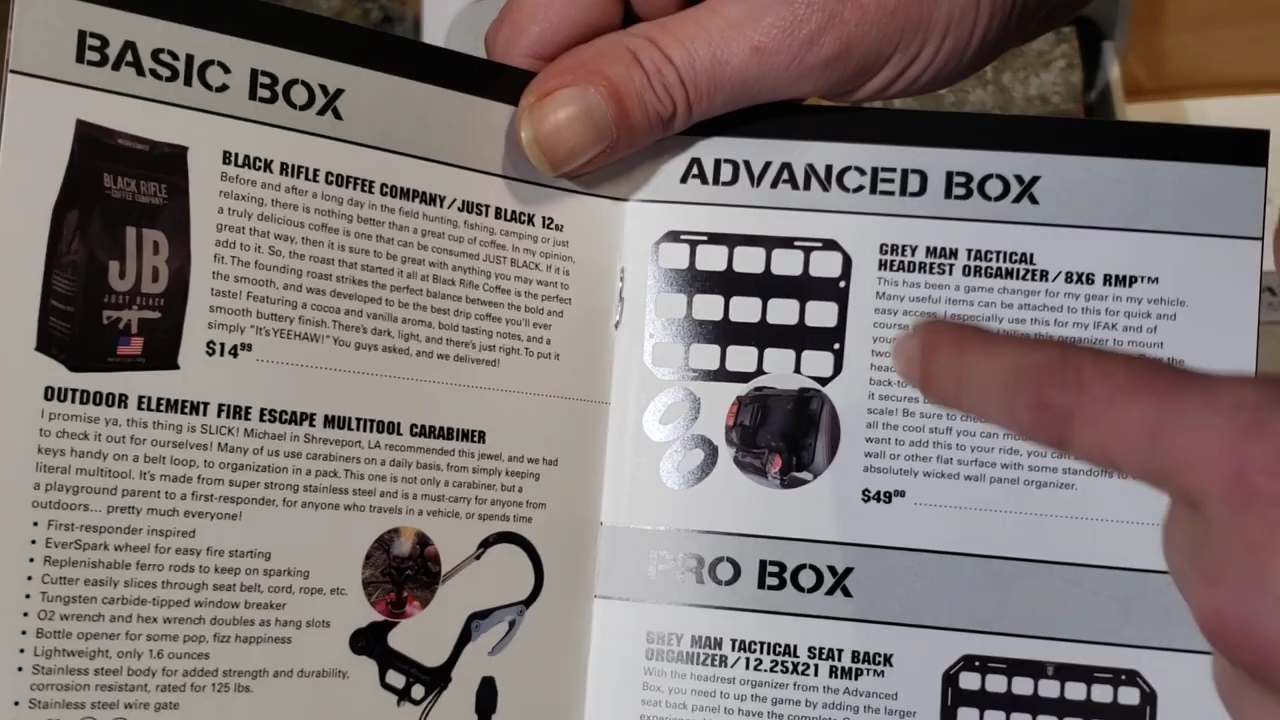 BASIC BOX
BLACK RIFLE
COFFEE COMPANY
JB
JUST BLACK
BLACK RIFLE COFFEE COMPANY/JUST BLACK 12oz
Before and after a long day in the field hunting, fishing, camping or just
relaxing, there is nothing better than a great cup of coffee. In my opinion,
a truly delicious coffee is one that can be consumed JUST BLACK. If it is
great that way, then it is sure to be great with anything you may want to
add to it. So, the roast that started it all at Black Rifle Coffee is the perfect
fit. The founding roast strikes the perfect balance between the bold and
the smooth, and was developed to be the best drip coffee you'll ever
taste! Featuring a cocoa and vanilla aroma, bold tasting notes, and a
smooth buttery finish. There's dark, light, and there's just right. To put it
simply "It's YEEHAW!" You guys asked, and we delivered!
$14⁹⁹
OUTDOOR ELEMENT FIRE ESCAPE MULTITOOL CARABINER
I promise ya, this thing is SLICK! Michael in Shreveport, LA recommended this jewel, and we had
to check it out for ourselves! Many of us use carabiners on a daily basis, from simply keeping
keys handy on a belt loop, to organization in a pack. This one is not only a carabiner, but a
literal multitool. It's made from super strong stainless steel and is a must-carry for anyone from
a playground parent to a first-responder, for anyone who travels in a vehicle, or spends time
outdoors... pretty much everyone!
• First-responder inspired
• EverSpark wheel for easy fire starting
• Replenishable ferro rods to keep on sparking
• Cutter easily slices through seat belt, cord, rope, etc.
• Tungsten carbide-tipped window breaker
• O2 wrench and hex wrench doubles as hang slots
• Bottle opener for some pop, fizz happiness
• Lightweight, only 1.6 ounces
• Stainless steel body for added strength and durability,
corrosion resistant, rated for 125 lbs.
• Stainless steel wire gate
ADVANCED BOX
GREY MAN TACTICAL
HEADREST ORGANIZER/8X6 RMP™
This has been a game changer for my gear in my vehicle.
Many useful items can be attached to this for quick and
easy access. I especially use this for my IFAK and of
course this organizer to mount
your
two the
head
back-to
it secures
scale! Be sure to
all the cool stuff you can
want to add this to your ride, you can
wall or other flat surface with some standoffs
absolutely wicked wall panel organizer.
$49⁰⁰
PRO BOX
GREY MAN TACTICAL SEAT BACK
ORGANIZER/12.25X21 RMP™
With the headrest organizer from the Advanced
Box, you need to up the game by adding the larger
seat back panel to have the complete